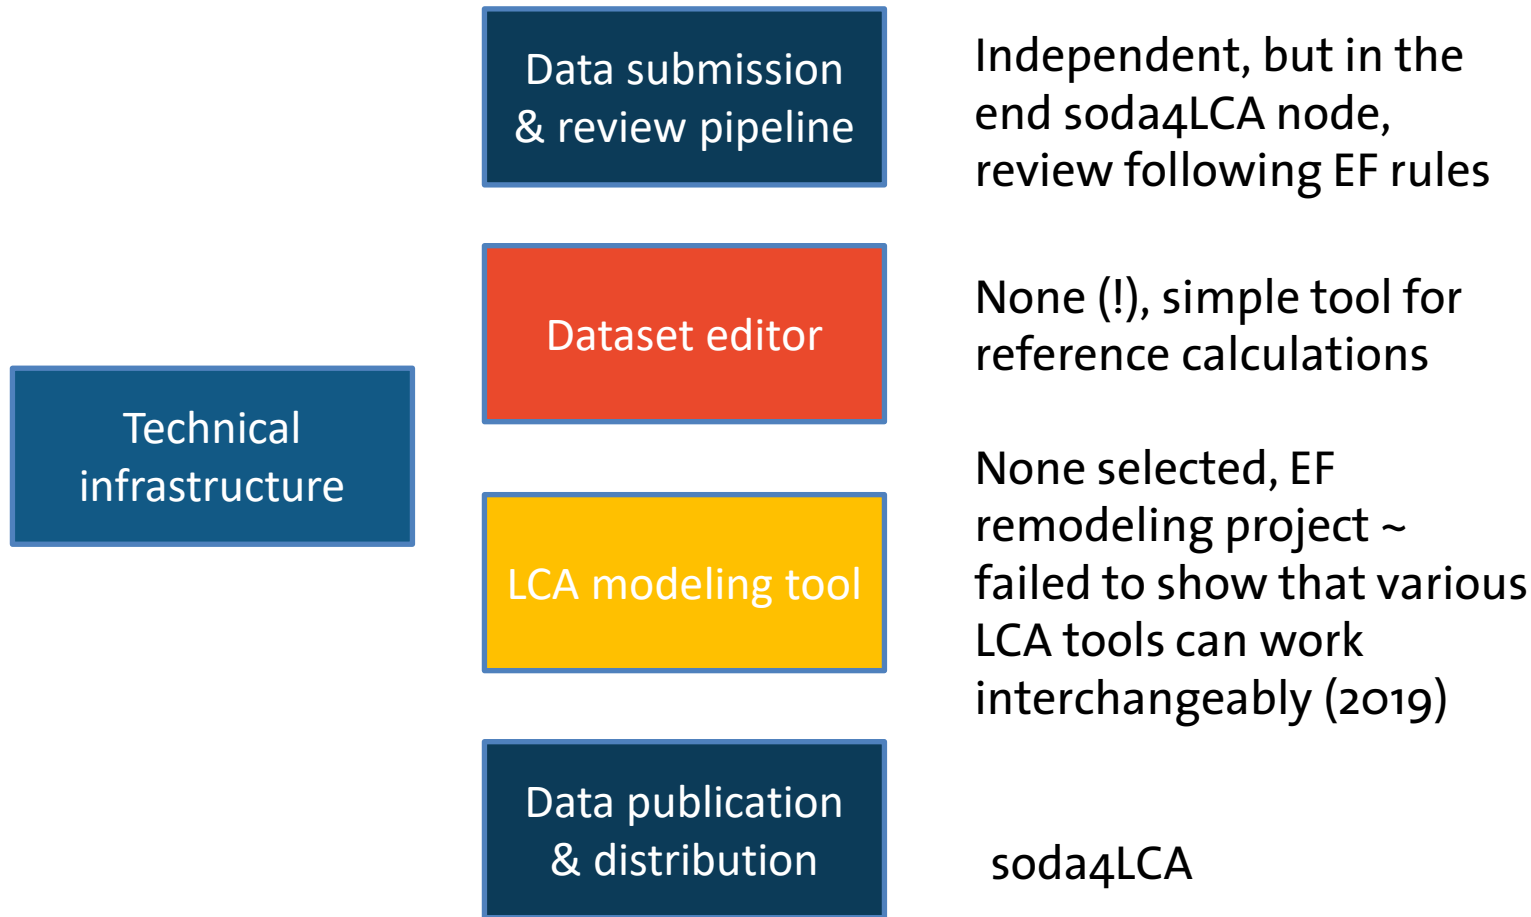 Data submission
& review pipeline
Independent, but in the
end soda4LCA node,
review following EF rules
Dataset editor
None (!), simple tool for
reference calculations
Technical
infrastructure
LCA modeling tool
None selected, EF
remodeling project ~
failed to show that various
LCA tools can work
interchangeably (2019)
Data publication
& distribution
soda4LCA